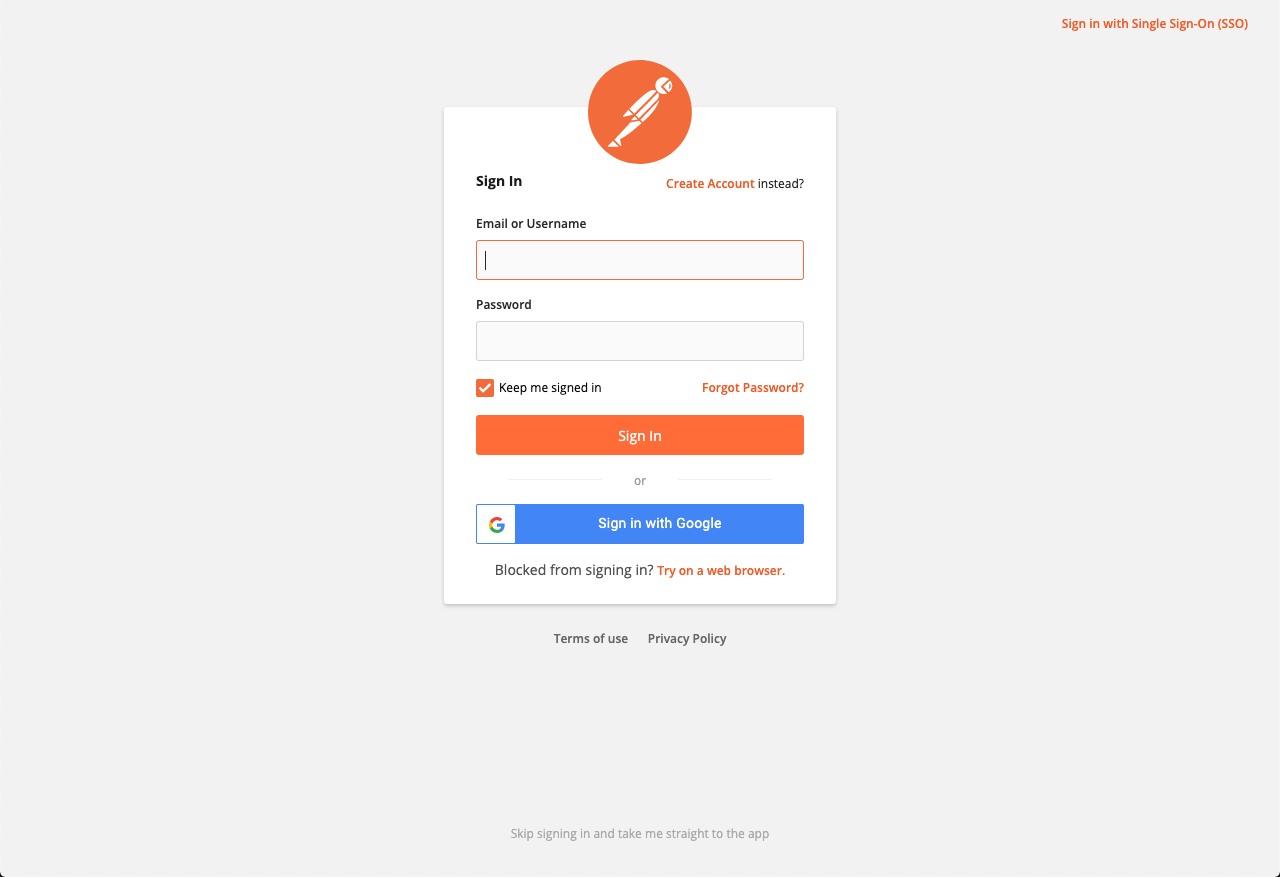 Sign in with Single Sign-On (SSO)
Sign In
Create Account instead?
Email or Username
Password
Keep me signed in
Forgot Password?
Sign In
or
Sign in with Google
Blocked from signing in? Try on a web browser.
Terms of use
Privacy Policy
Skip signing in and take me straight to the app